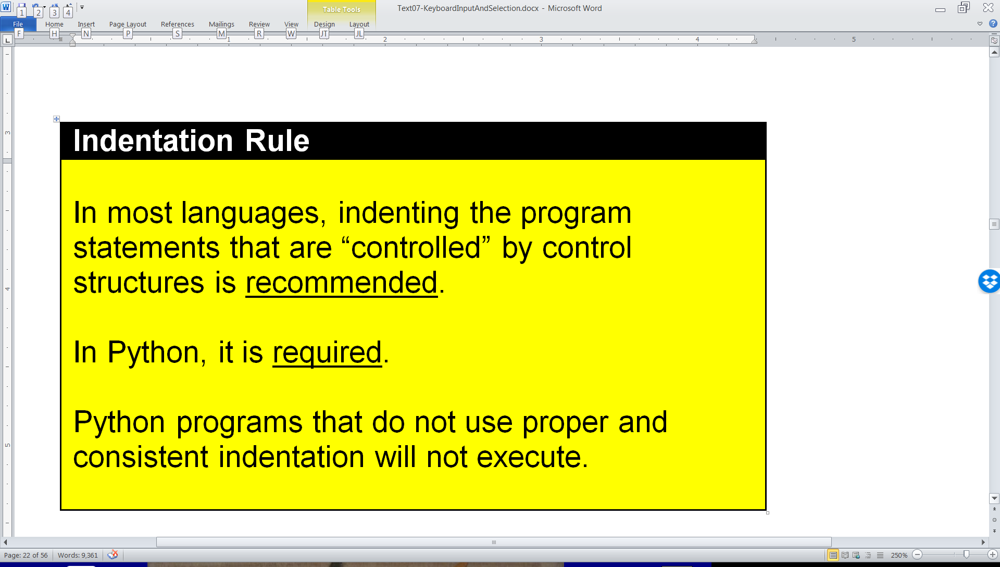 1 2 3 4
Table Tools
Text07-KeyboardInputAndSelection.docx - Microsoft Word
File Home Insert Page Layout References Mailings Review View Design Layout
F H N P S M R W JT JL
1 2 3 4 5
Indentation Rule
In most languages, indenting the program
statements that are “controlled” by control
structures is recommended.
In Python, it is required.
Python programs that do not use proper and
consistent indentation will not execute.
3
4
5
Page: 22 of 56 Words: 9,361 250%